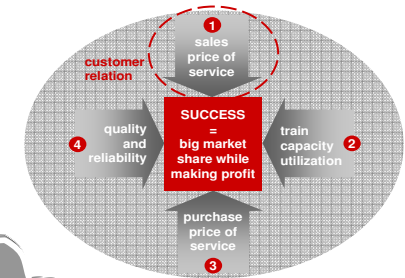 1
sales
price of
service
customer
relation
4
quality
and
reliability
SUCCESS
=
big market
share while
making profit
train
capacity
utilization
2
purchase
price of
service
3